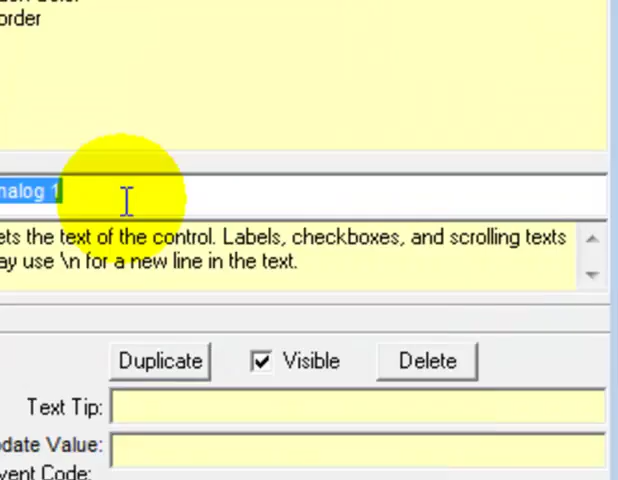 order
nalog 1
ets the text of the control. Labels, checkboxes, and scrolling texts
ay use \n for a new line in the text.
Duplicate Visible Delete
Text Tip:
odate Value:
vent Code: